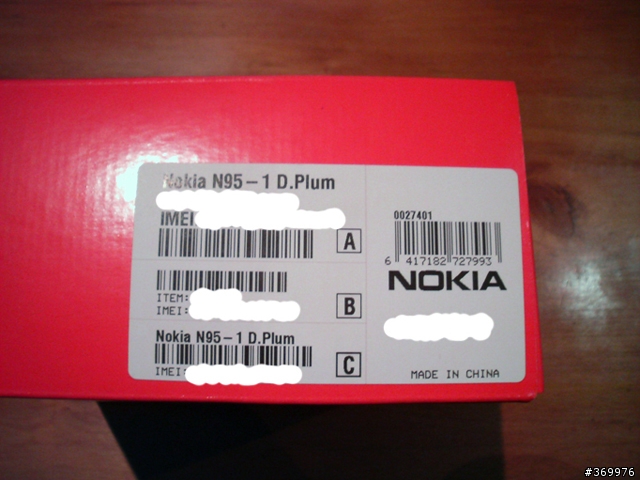 Nokia N95-1 D.Plum
IMEI
A
ITEM:
IMEI:
B
Nokia N95-1 D.Plum
IMEI:
C
0027401
6 417182 727993
NOKIA
MADE IN CHINA
#369976